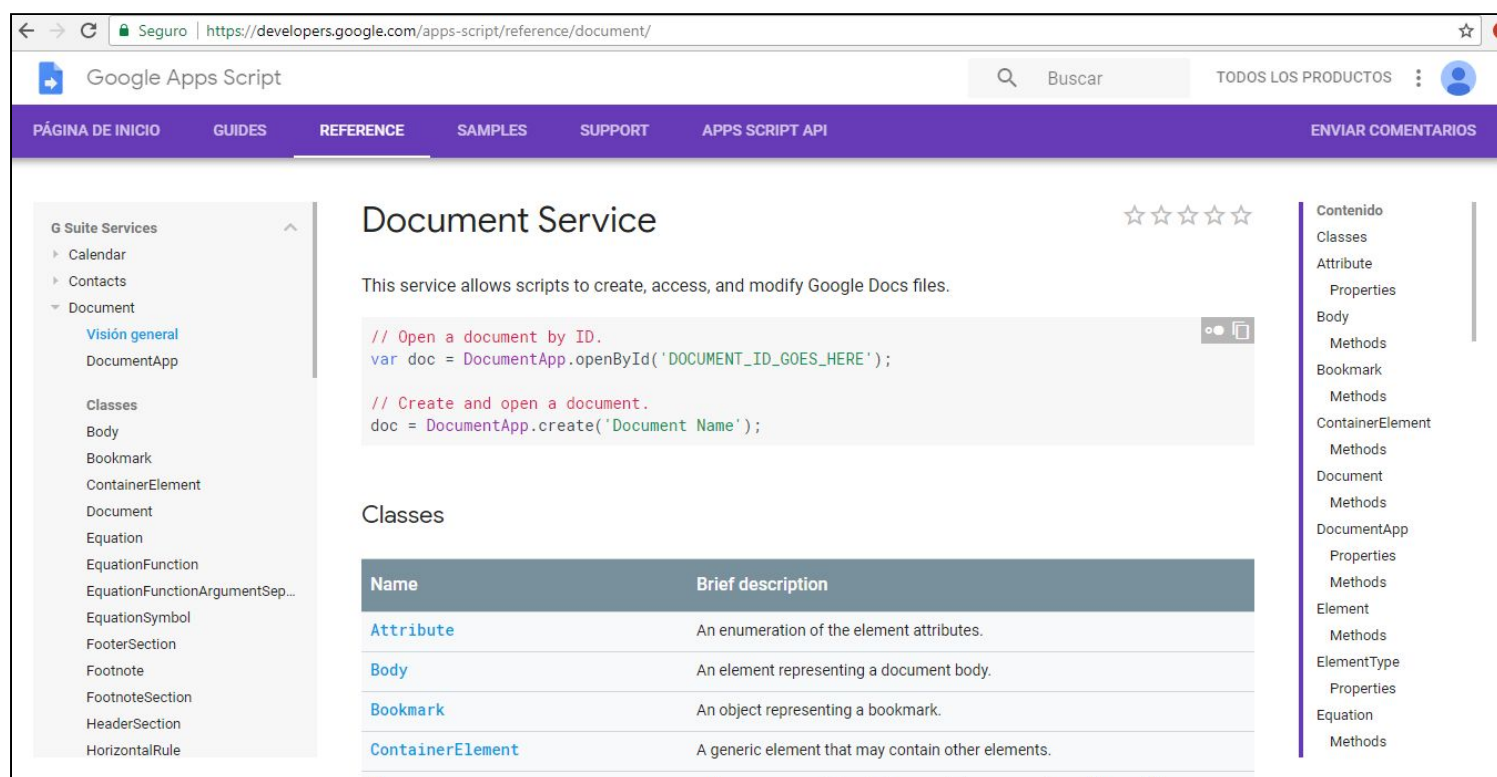 Seguro | https://developers.google.com/apps-script/reference/document/
Google Apps Script
Buscar
TODOS LOS PRODUCTOS
PÁGINA DE INICIO
GUIDES
REFERENCE
SAMPLES
SUPPORT
APPS SCRIPT API
ENVIAR COMENTARIOS
G Suite Services
Calendar
Contacts
Document
Visión general
DocumentApp
Classes
Body
Bookmark
ContainerElement
Document
Equation
EquationFunction
EquationFunctionArgumentSep...
EquationSymbol
FooterSection
Footnote
FootnoteSection
HeaderSection
HorizontalRule
Document Service
This service allows scripts to create, access, and modify Google Docs files.
// Open a document by ID.
var doc = DocumentApp.openById('DOCUMENT_ID_GOES_HERE');
// Create and open a document.
doc = DocumentApp.create('Document Name');
Classes
Name Brief description
Attribute An enumeration of the element attributes.
Body An element representing a document body.
Bookmark An object representing a bookmark.
ContainerElement A generic element that may contain other elements.
Contenido
Classes
Attribute
Properties
Body
Methods
Bookmark
Methods
ContainerElement
Methods
Document
Methods
DocumentApp
Properties
Methods
Element
Methods
ElementType
Properties
Equation
Methods